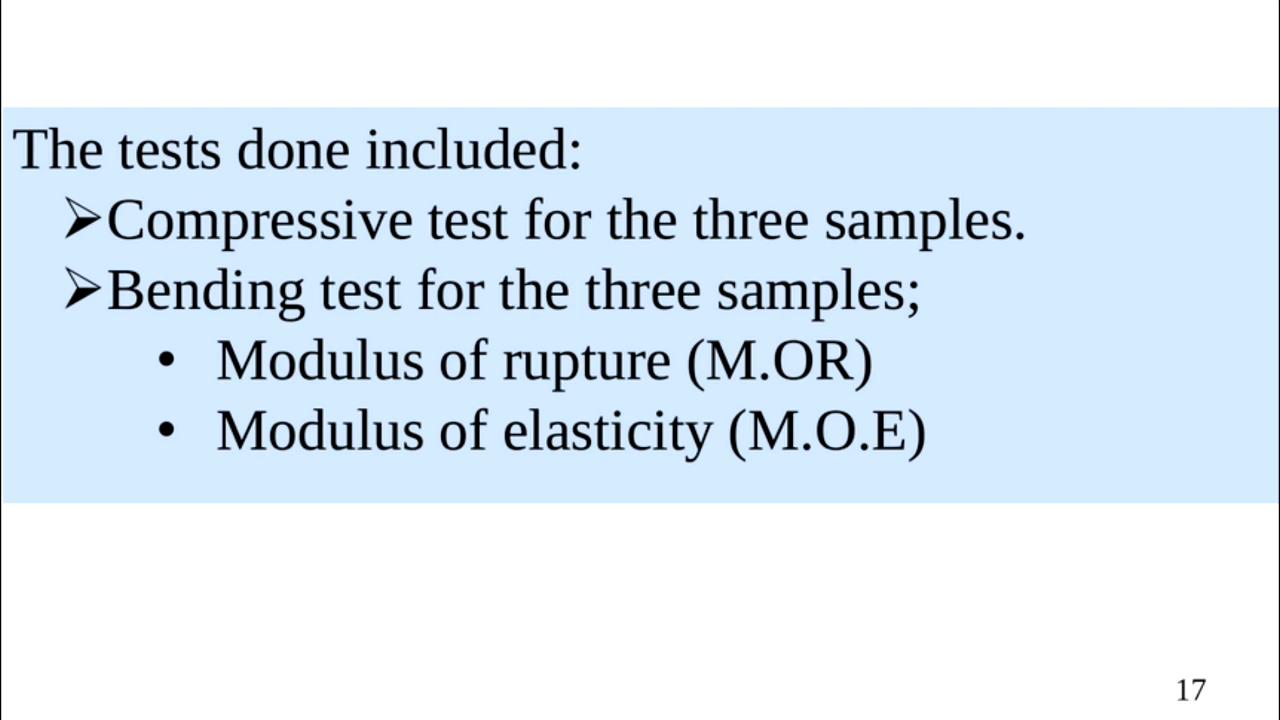 The tests done included:
➢Compressive test for the three samples.
➢Bending test for the three samples;
• Modulus of rupture (M.OR)
• Modulus of elasticity (M.O.E)
17